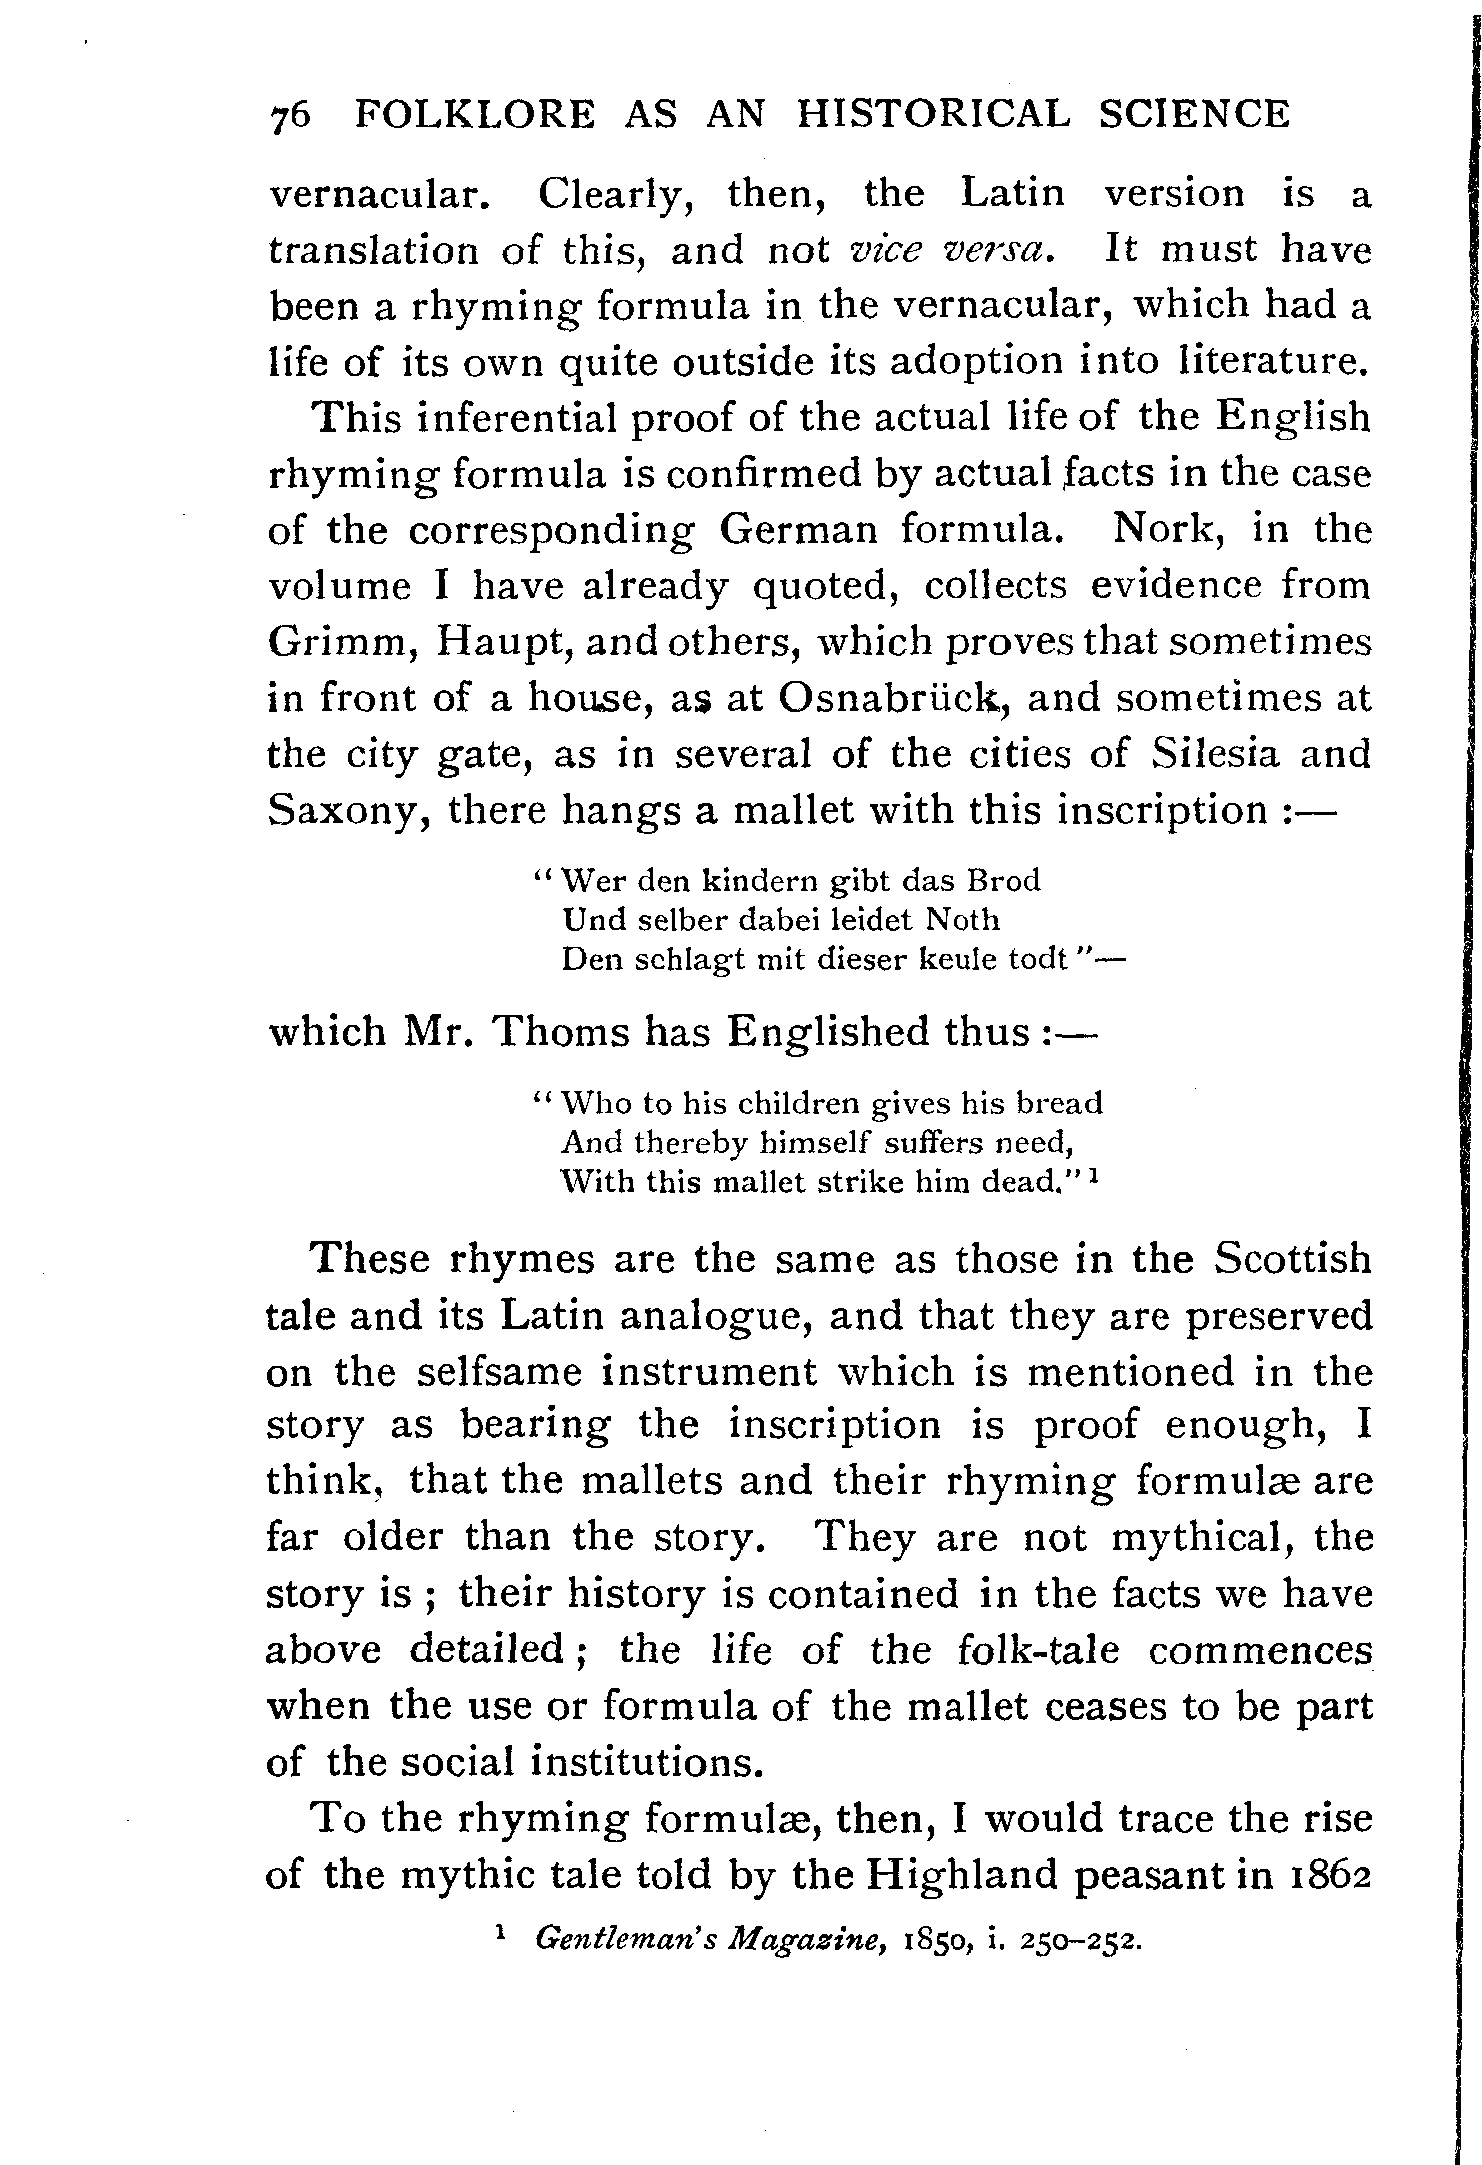 76 FOLKLORE AS AN HISTORICAL SCIENCE
vernacular. Clearly, then, the Latin version is a
translation of this, and not vice versa. It must have
been a rhyming formula in the vernacular, which had a
life of its own quite outside its adoption into literature.
This inferential proof of the actual life of the English
rhyming formula is confirmed by actual facts in the case
of the corresponding German formula. Nork, in the
volume I have already quoted, collects evidence from
Grimm, Haupt, and others, which proves that sometimes
in front of a house, as at Osnabrück, and sometimes at
the city gate, as in several of the cities of Silesia and
Saxony, there hangs a mallet with this inscription :—
"Wer den kindern gibt das Brod
Und selber dabei leidet Noth
Den schlagt mit dieser keule todt"—
which Mr. Thoms has Englished thus :—
"Who to his children gives his bread
And thereby himself suffers need,
With this mallet strike him dead." 1
These rhymes are the same as those in the Scottish
tale and its Latin analogue, and that they are preserved
on the selfsame instrument which is mentioned in the
story as bearing the inscription is proof enough, I
think, that the mallets and their rhyming formulæ are
far older than the story. They are not mythical, the
story is ; their history is contained in the facts we have
above detailed ; the life of the folk-tale commences
when the use or formula of the mallet ceases to be part
of the social institutions.
To the rhyming formulæ, then, I would trace the rise
of the mythic tale told by the Highland peasant in 1862
1 Gentleman's Magazine, 1850, i. 250–252.